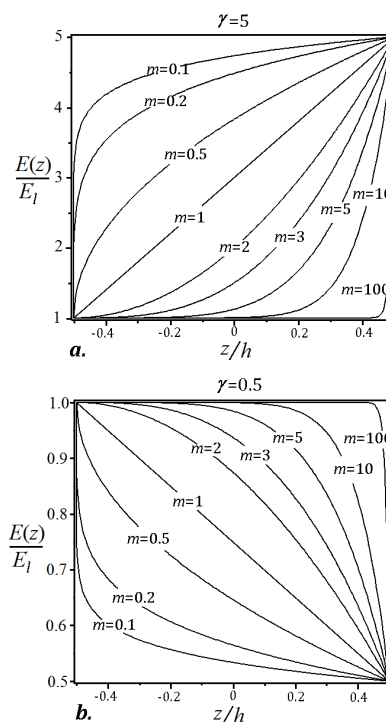 γ=5
5
4
3
2
1
E(z)
E_l
m=0.1
m=0.2
m=0.5
m=1
m=2
m=3
m=5
m=10
m=100
-0.4
-0.2
0
0.2
0.4
a.
z/h
γ=0.5
1.0
0.9
0.8
0.7
0.6
0.5
E(z)
E_l
m=100
m=10
m=5
m=3
m=2
m=1
m=0.5
m=0.2
m=0.1
-0.4
-0.2
0
0.2
0.4
b.
z/h